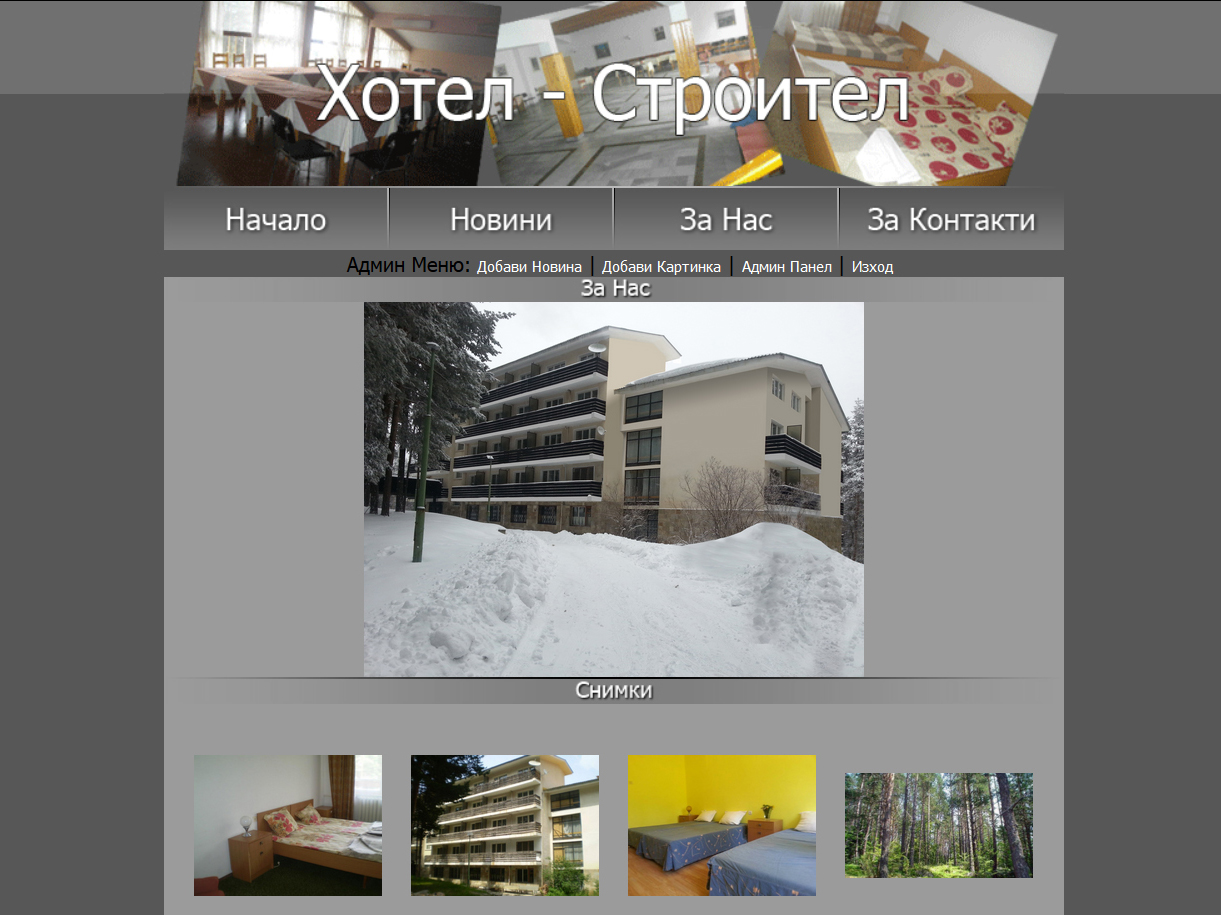 Хотел - Строител
Начало Новини За Нас За Контакти
Админ Меню: Добави Новина | Добави Картинка | Админ Панел | Изход
За Нас
Снимки